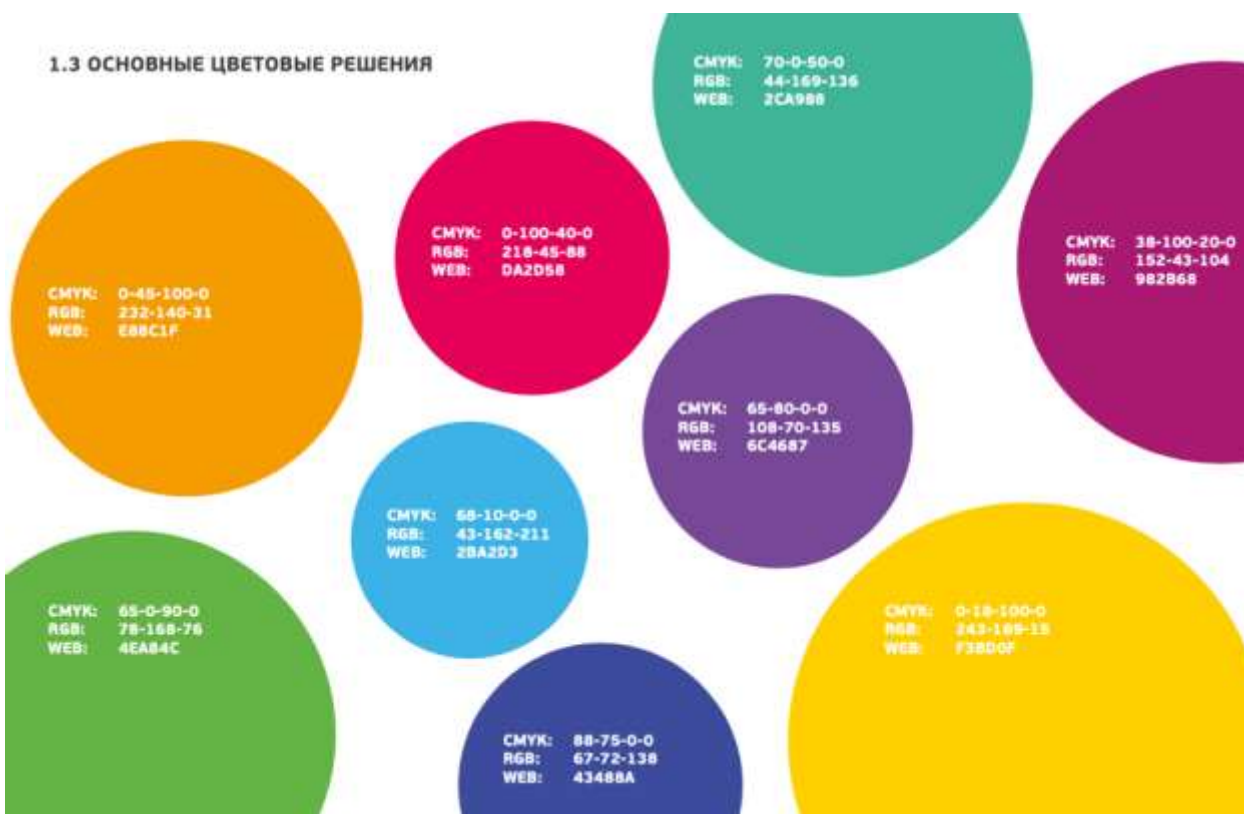 1.3 ОСНОВНЫЕ ЦВЕТОВЫЕ РЕШЕНИЯ
CMYK: 70-0-50-0
RGB: 44-169-136
WEB: 2CA988
CMYK: 0-100-40-0
RGB: 218-45-88
WEB: DA2D58
CMYK: 38-100-20-0
RGB: 152-43-104
WEB: 982B68
CMYK: 0-45-100-0
RGB: 232-140-31
WEB: E88C1F
CMYK: 65-80-0-0
RGB: 108-70-135
WEB: 6C4687
CMYK: 68-10-0-0
RGB: 43-162-211
WEB: 2BA2D3
CMYK: 65-0-90-0
RGB: 78-168-76
WEB: 4EA84C
CMYK: 0-18-100-0
RGB: 243-189-15
WEB: F3BD0F
CMYK: 88-75-0-0
RGB: 67-72-138
WEB: 43488A